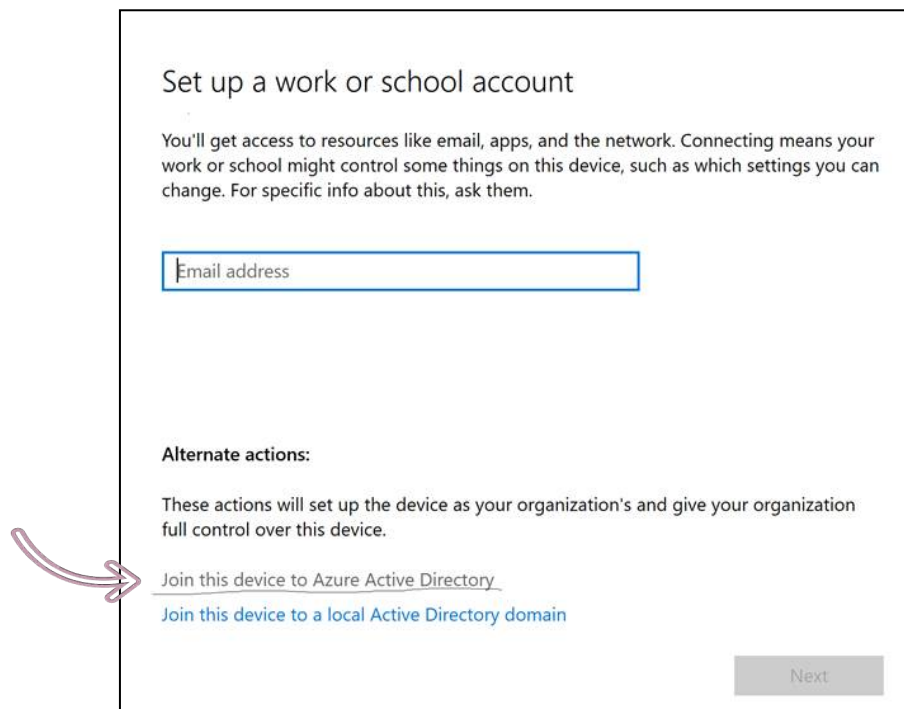 Set up a work or school account
You'll get access to resources like email, apps, and the network. Connecting means your
work or school might control some things on this device, such as which settings you can
change. For specific info about this, ask them.
Email address
Alternate actions:
These actions will set up the device as your organization's and give your organization
full control over this device.
Join this device to Azure Active Directory
Join this device to a local Active Directory domain
Next